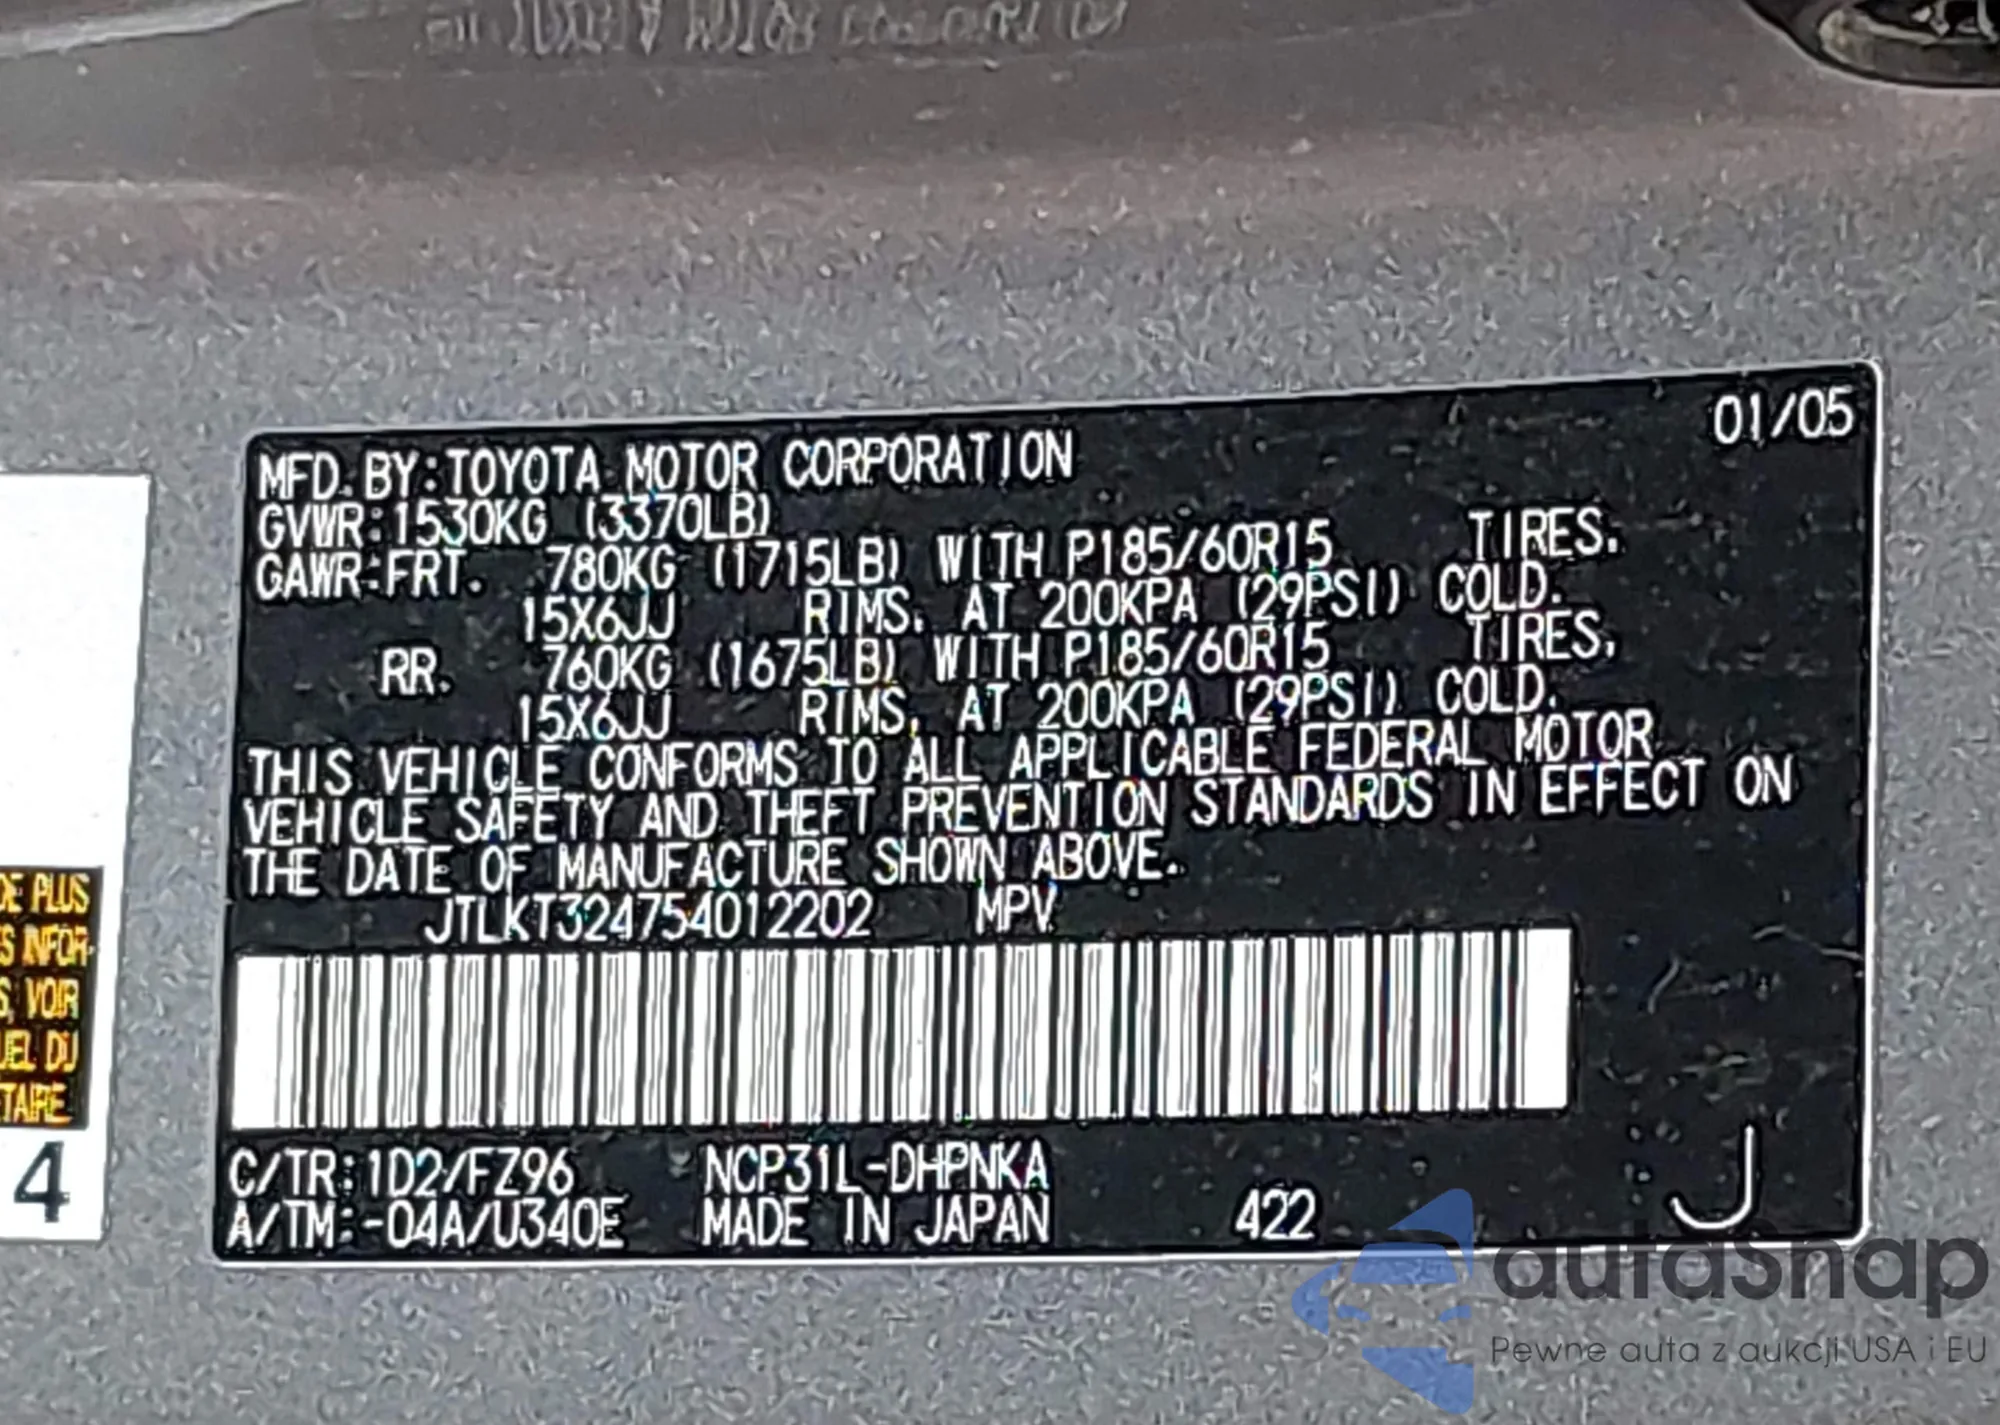 01/05
MFD. BY:TOYOTA MOTOR CORPORATION
GVWR:1530KG (3370LB)
GAWR:FRT. 780KG (1715LB) WITH P185/60R15 TIRES.
15X6JJ RIMS, AT 200KPA (29PSI) COLD.
RR. 760KG (1675LB) WITH P185/60R15 TIRES,
15X6JJ RIMS, AT 200KPA (29PSI) COLD.
THIS VEHICLE CONFORMS TO ALL APPLICABLE FEDERAL MOTOR
VEHICLE SAFETY AND THEFT PREVENTION STANDARDS IN EFFECT ON
THE DATE OF MANUFACTURE SHOWN ABOVE.
JTLKT324754012202 MPV
C/TR:1D2/FZ96 NCP31L-DHPNKA
A/TM:-04A/U340E MADE IN JAPAN 422 J
DE PLUS
INFOR-
VOIR
DU
4
autaSnap
Pewne auta z aukcji USA i EU